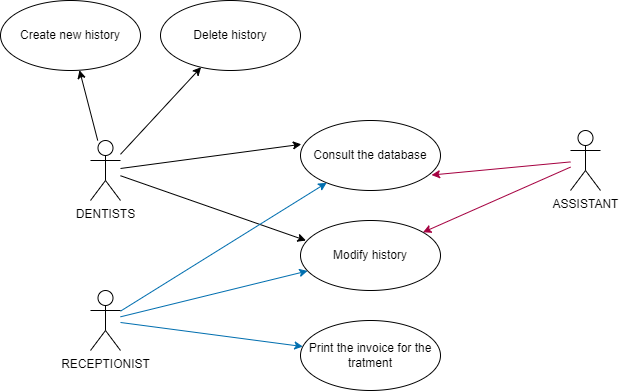 Create new history
Delete history
Consult the database
DENTISTS
ASSISTANT
Modify history
RECEPTIONIST
Print the invoice for the
tratment